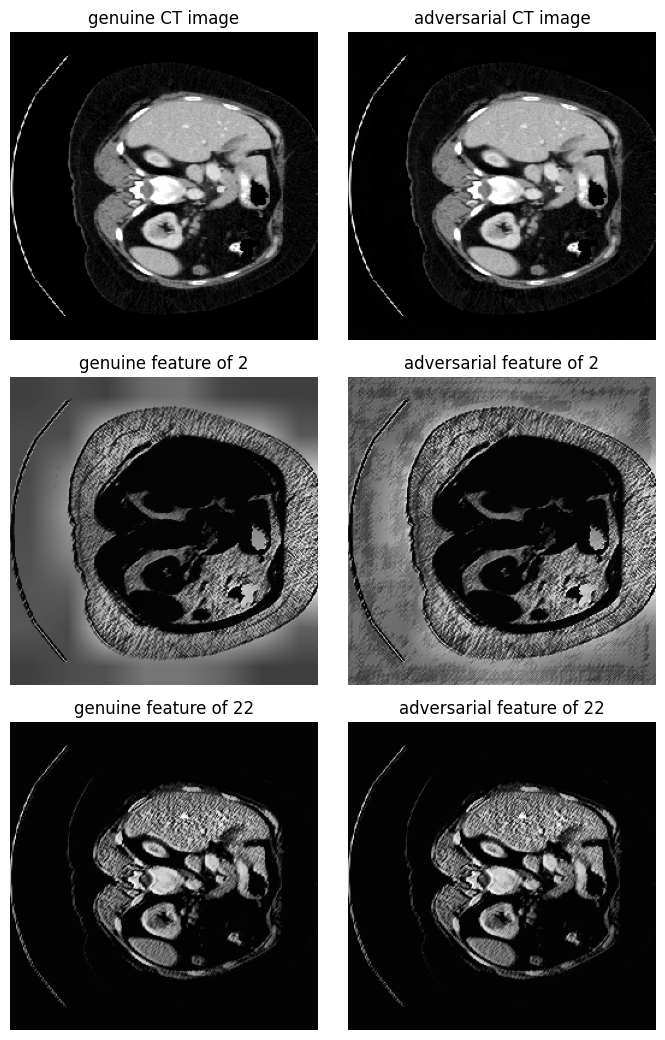 genuine CT image
adversarial CT image
genuine feature of 2
adversarial feature of 2
genuine feature of 22
adversarial feature of 22